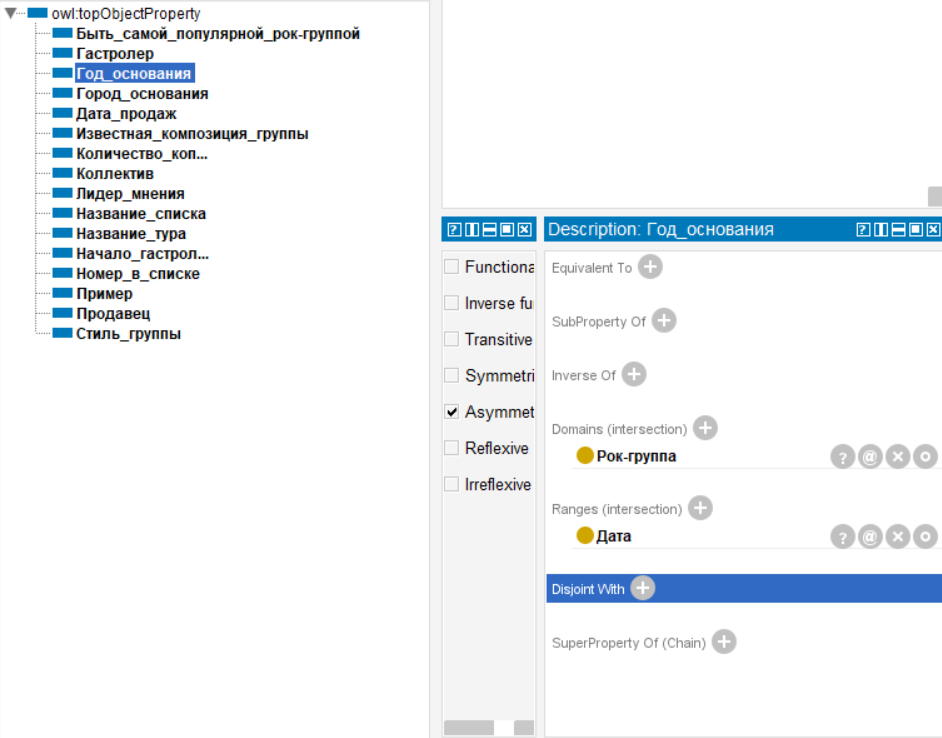 owl:topObjectProperty
Быть_самой_популярной_рок-группой
Гастролер
Год_основания
Город_основания
Дата_продаж
Известная_композиция_группы
Количество_коп...
Коллектив
Лидер_мнения
Название_списка
Название_тура
Начало_гастрол...
Номер_в_списке
Пример
Продавец
Стиль_группы
Functiona
Inverse fu
Transitive
Symmetri
Asymmet
Reflexive
Irreflexive
Description: Год_основания
Equivalent To
SubProperty Of
Inverse Of
Domains (intersection)
Рок-группа
Ranges (intersection)
Дата
Disjoint With
SuperProperty Of (Chain)